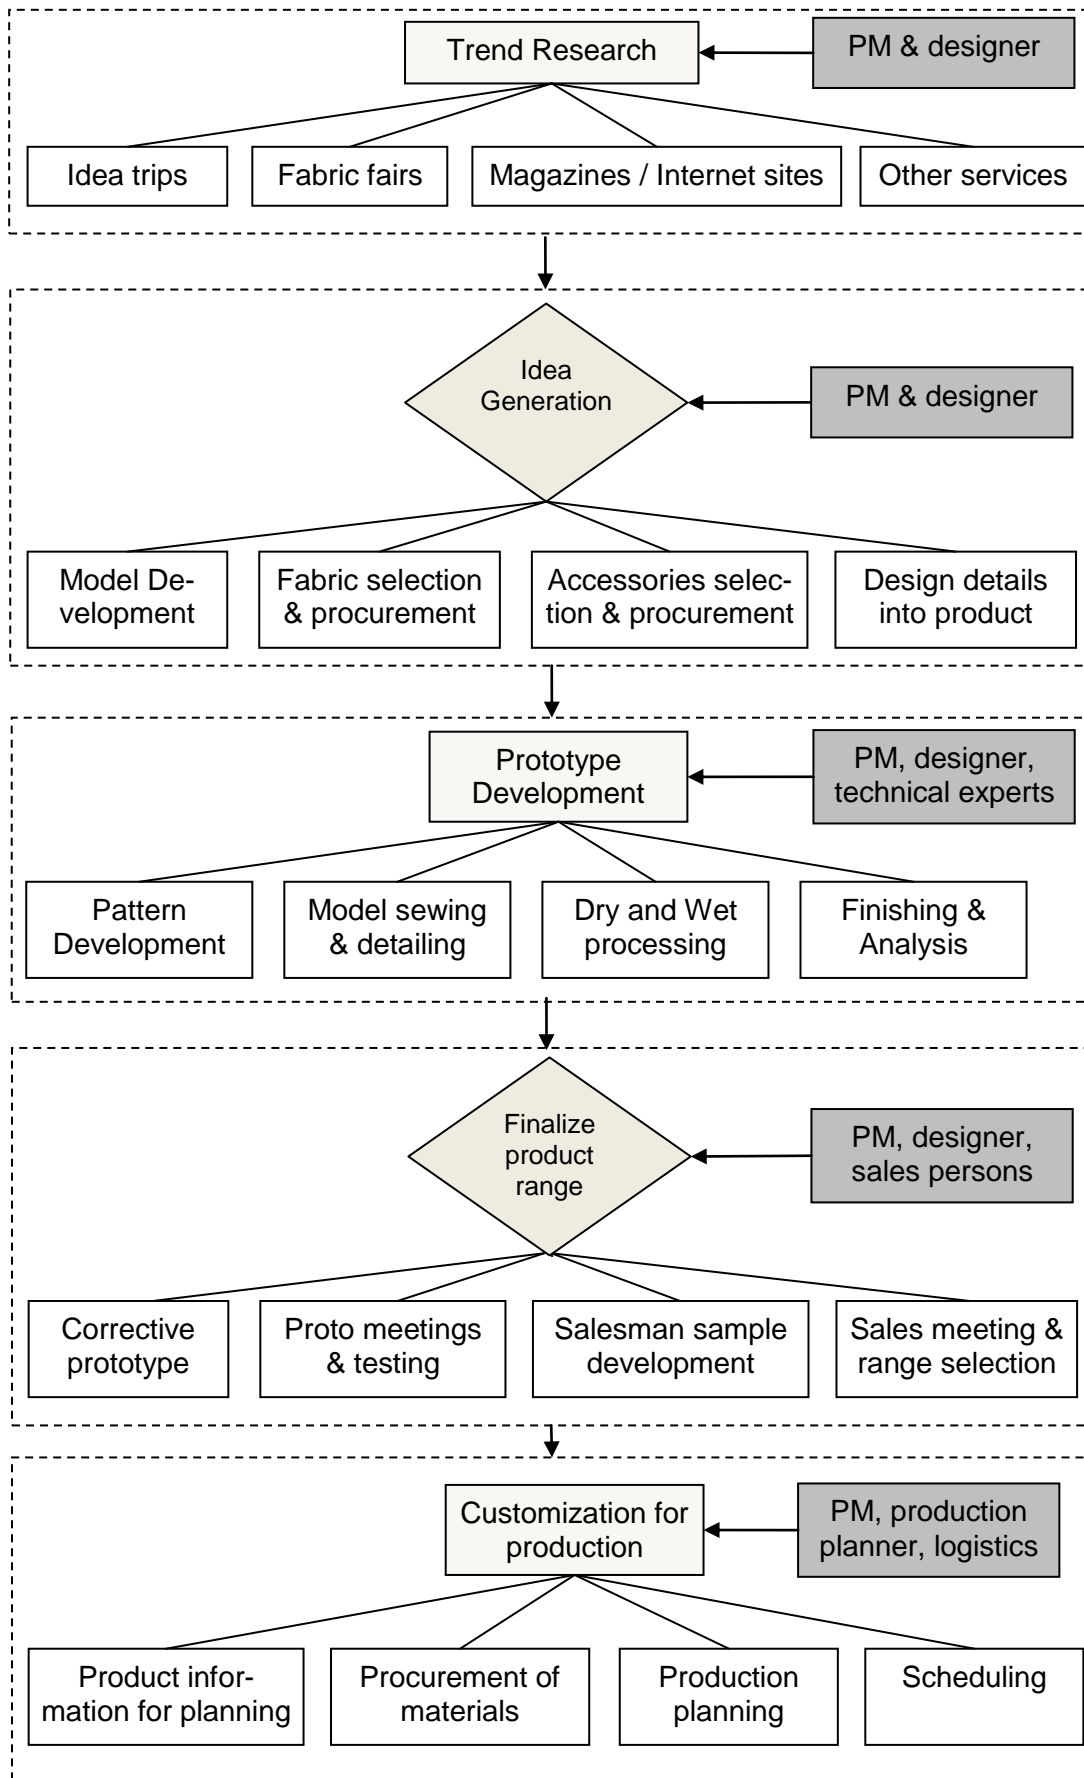 Trend Research
PM & designer
Idea trips
Fabric fairs
Magazines / Internet sites
Other services
Idea
Generation
PM & designer
Model De-
velopment
Fabric selection
& procurement
Accessories selec-
tion & procurement
Design details
into product
Prototype
Development
PM, designer,
technical experts
Pattern
Development
Model sewing
& detailing
Dry and Wet
processing
Finishing &
Analysis
Finalize
product
range
PM, designer,
sales persons
Corrective
prototype
Proto meetings
& testing
Salesman sample
development
Sales meeting &
range selection
Customization for
production
PM, production
planner, logistics
Product infor-
mation for planning
Procurement of
materials
Production
planning
Scheduling